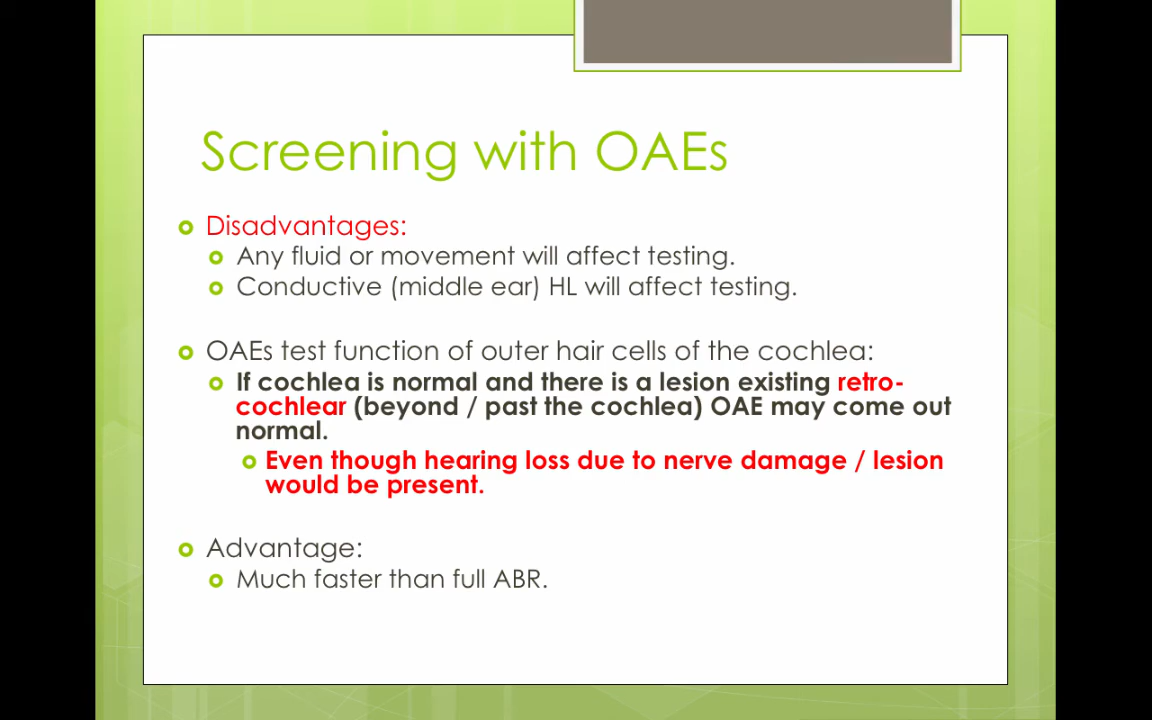 Screening with OAEs
Disadvantages:
Any fluid or movement will affect testing.
Conductive (middle ear) HL will affect testing.
OAEs test function of outer hair cells of the cochlea:
If cochlea is normal and there is a lesion existing retro-
cochlear (beyond / past the cochlea) OAE may come out
normal.
Even though hearing loss due to nerve damage / lesion
would be present.
Advantage:
Much faster than full ABR.